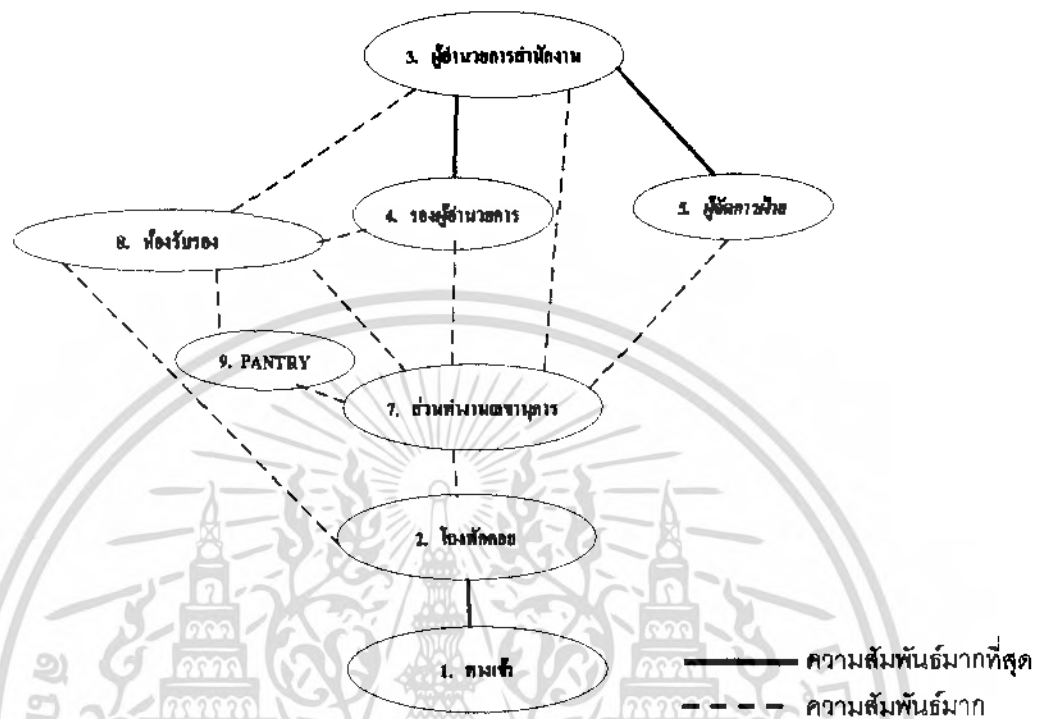 3. ผู้อำนวยการสำนักงาน
4. รองผู้อำนวยการ
5. ผู้จัดการฝ่าย
8. ห้องรับรอง
9. PANTRY
7. ส่วนทำงานเลขานุการ
2. โถงพักคอย
1. ทางเข้า
ความสัมพันธ์มากที่สุด
ความสัมพันธ์มาก